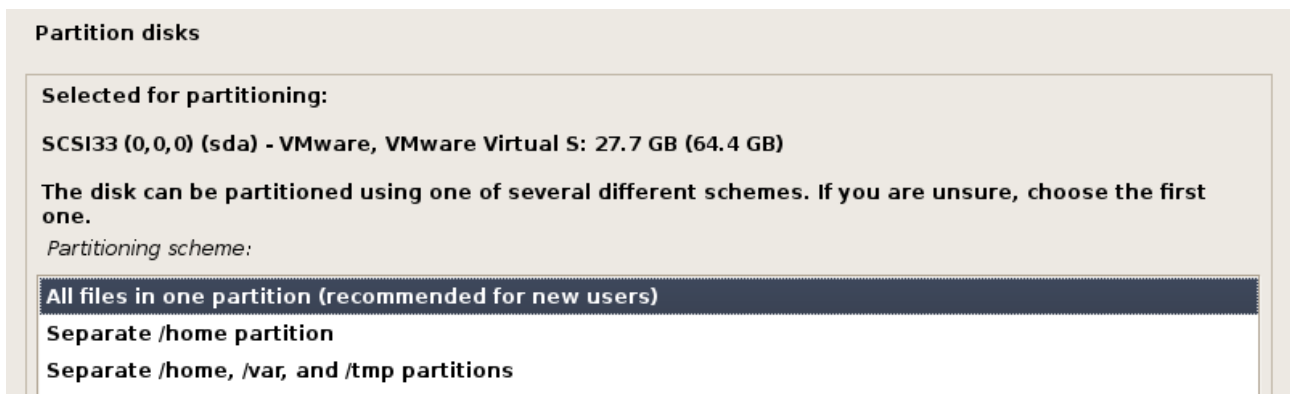 Partition disks
Selected for partitioning:
SCSI33 (0,0,0) (sda) - VMware, VMware Virtual S: 27.7 GB (64.4 GB)
The disk can be partitioned using one of several different schemes. If you are unsure, choose the first
one.
Partitioning scheme:
All files in one partition (recommended for new users)
Separate /home partition
Separate /home, /var, and /tmp partitions